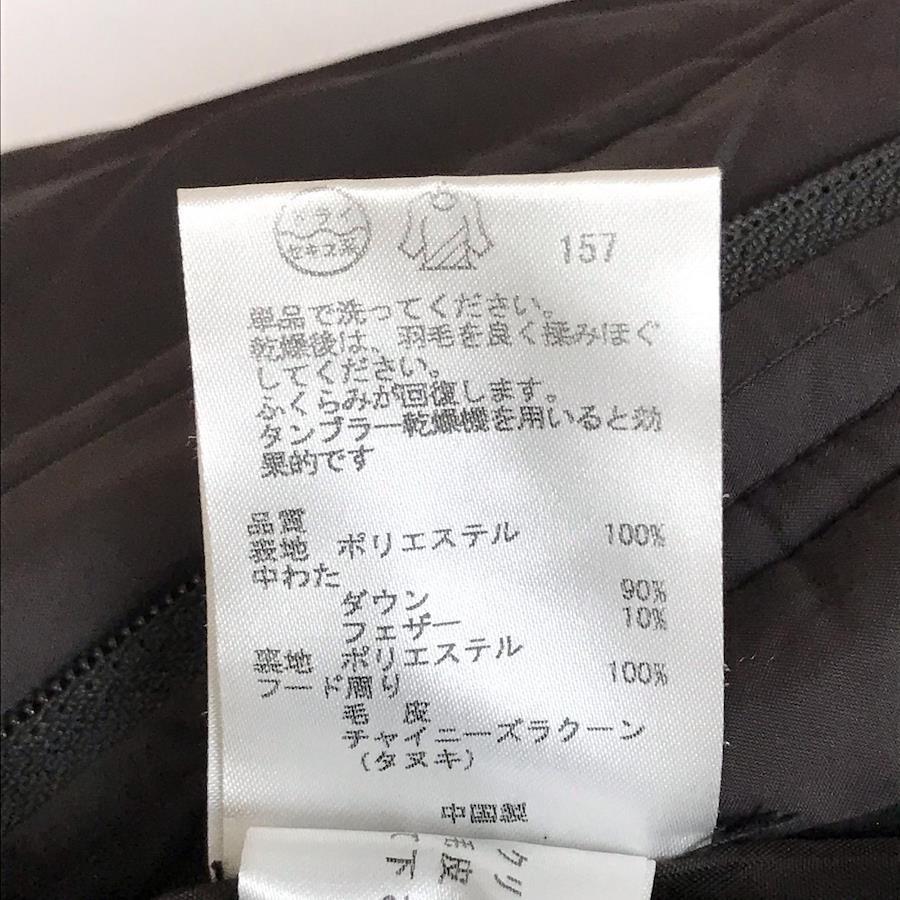 ドライ
セキユ系
157
単品で洗ってください。
乾燥後は、羽毛を良く揉みほぐ
してください。
ふくらみが回復します。
タンブラー乾燥機を用いると効
果的です
品質
表地 ポリエステル 100%
中わた
ダウン 90%
フェザー 10%
裏地 ポリエステル 100%
フード周り
毛 皮
チャイニーズラクーン
(タヌキ)
中国製
クリ
毛皮
下